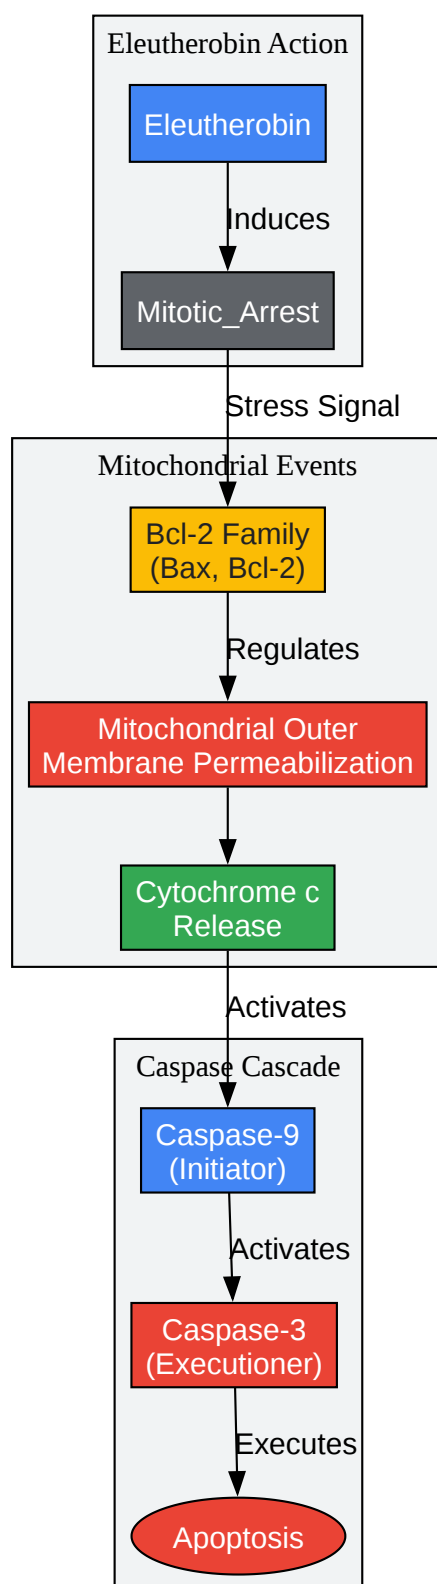 Eleutherobin Action
Eleutherobin
Induces
Mitotic_Arrest
Stress Signal
Mitochondrial Events
Bcl-2 Family
(Bax, Bcl-2)
Regulates
Mitochondrial Outer
Membrane Permeabilization
Cytochrome c
Release
Activates
Caspase Cascade
Caspase-9
(Initiator)
Activates
Caspase-3
(Executioner)
Executes
Apoptosis